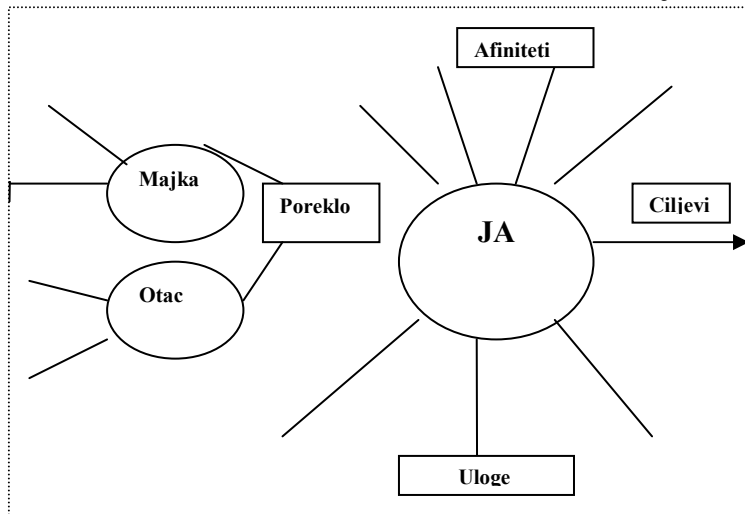 Afiniteti
Majka
Poreklo
JA
Ciljevi
Otac
Uloge